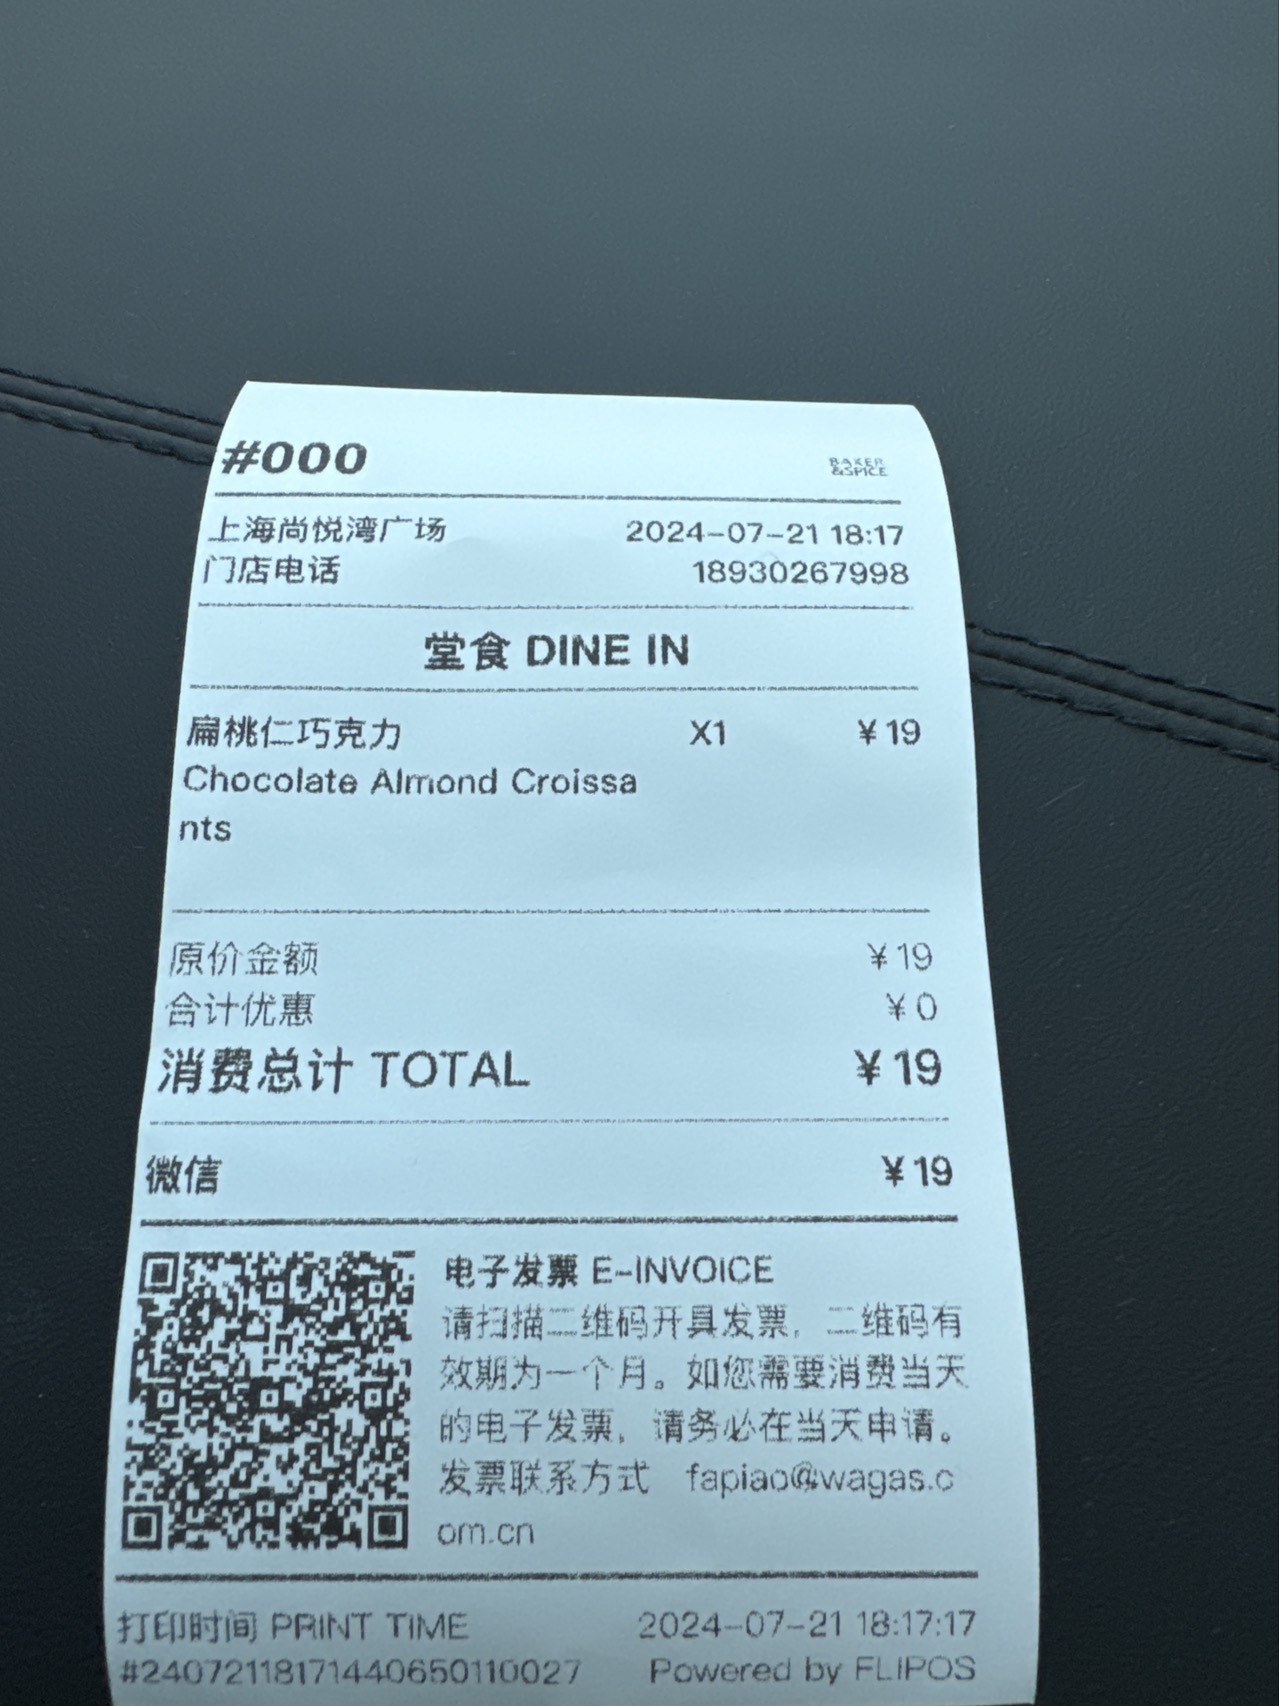 #000 BAKER
&SPICE
上海尚悦湾广场 2024-07-21 18:17
门店电话 18930267998
堂食 DINE IN
扁桃仁巧克力 X1 ¥19
Chocolate Almond Croissa
nts
原价金额 ¥19
合计优惠 ¥0
消费总计 TOTAL ¥19
微信 ¥19
电子发票 E-INVOICE
请扫描二维码开具发票，二维码有
效期为一个月。如您需要消费当天
的电子发票，请务必在当天申请。
发票联系方式 fapiao@wagas.c
om.cn
打印时间 PRINT TIME 2024-07-21 18:17:17
#240721181714406501​10027 Powered by FLIPOS